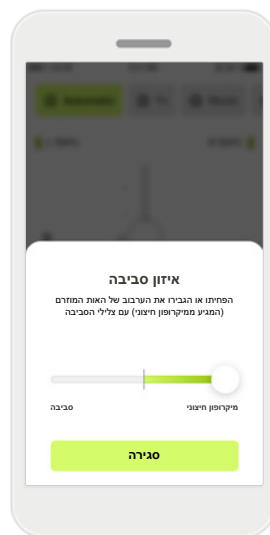 איזון סביבה
הפחיתו או הגבירו את הערבוב של האות המוזרם
(המגיע ממיקרופון חיצוני) עם צלילי הסביבה
מיקרופון חיצוני
סביבה
סגירה